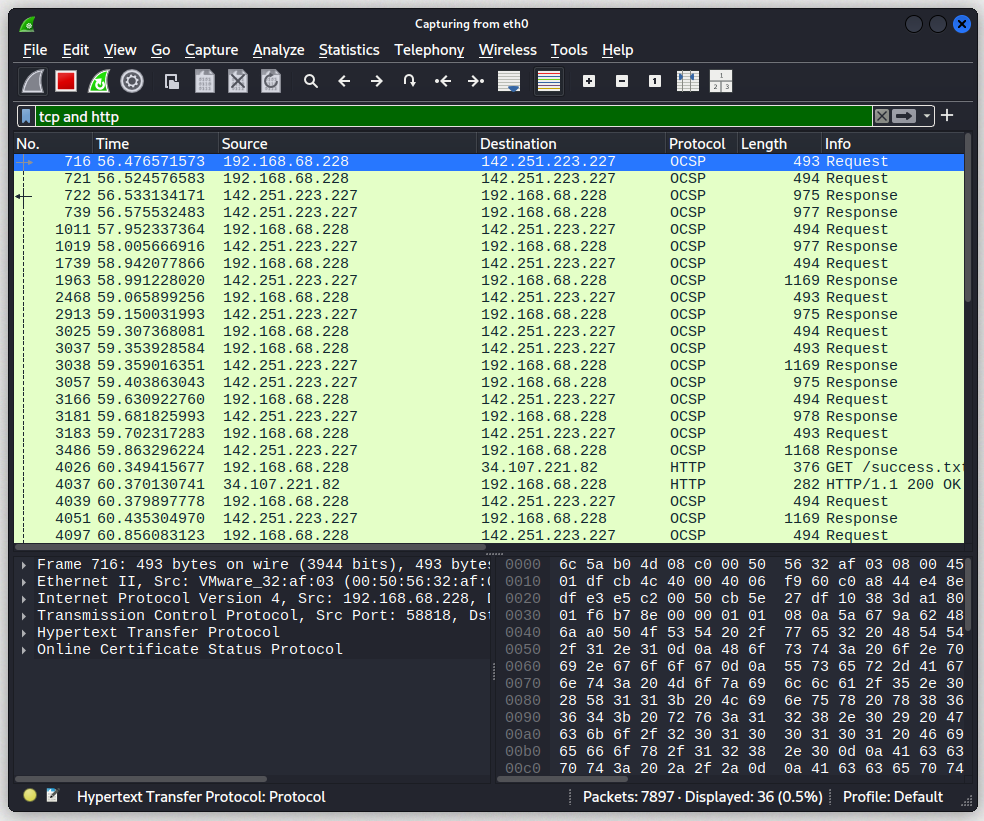 Capturing from eth0
File Edit View Go Capture Analyze Statistics Telephony Wireless Tools Help
tcp and http
No. Time Source Destination Protocol Length Info
716 56.476571573 192.168.68.228 142.251.223.227 OCSP 493 Request
721 56.524576583 192.168.68.228 142.251.223.227 OCSP 494 Request
722 56.533134171 142.251.223.227 192.168.68.228 OCSP 975 Response
739 56.575532483 142.251.223.227 192.168.68.228 OCSP 977 Response
1011 57.952337364 192.168.68.228 142.251.223.227 OCSP 494 Request
1019 58.005666916 142.251.223.227 192.168.68.228 OCSP 977 Response
1739 58.942077866 192.168.68.228 142.251.223.227 OCSP 494 Request
1963 58.991228020 142.251.223.227 192.168.68.228 OCSP 1169 Response
2468 59.065899256 192.168.68.228 142.251.223.227 OCSP 493 Request
2913 59.150031993 142.251.223.227 192.168.68.228 OCSP 975 Response
3025 59.307368081 192.168.68.228 142.251.223.227 OCSP 494 Request
3037 59.353928584 192.168.68.228 142.251.223.227 OCSP 493 Request
3038 59.359016351 142.251.223.227 192.168.68.228 OCSP 1169 Response
3057 59.403863043 142.251.223.227 192.168.68.228 OCSP 975 Response
3166 59.630922760 192.168.68.228 142.251.223.227 OCSP 494 Request
3181 59.681825993 142.251.223.227 192.168.68.228 OCSP 978 Response
3183 59.702317283 192.168.68.228 142.251.223.227 OCSP 493 Request
3486 59.863296224 142.251.223.227 192.168.68.228 OCSP 1168 Response
4026 60.349415677 192.168.68.228 34.107.221.82 HTTP 376 GET /success.txt
4037 60.370130741 34.107.221.82 192.168.68.228 HTTP 282 HTTP/1.1 200 OK
4039 60.379897778 192.168.68.228 142.251.223.227 OCSP 494 Request
4051 60.435304970 142.251.223.227 192.168.68.228 OCSP 1169 Response
4097 60.856083123 192.168.68.228 142.251.223.227 OCSP 494 Request
Frame 716: 493 bytes on wire (3944 bits), 493 bytes
Ethernet II, Src: VMware_32:af:03 (00:50:56:32:af:0
Internet Protocol Version 4, Src: 192.168.68.228, D
Transmission Control Protocol, Src Port: 58818, Dst
Hypertext Transfer Protocol
Online Certificate Status Protocol
0000 6c 5a b0 4d 08 c0 00 50 56 32 af 03 08 00 45
0010 01 df cb 4c 40 00 40 06 f9 60 c0 a8 44 e4 8e
0020 df e3 e5 c2 00 50 cb 5e 27 df 10 38 3d a1 80
0030 01 f6 b7 8e 00 00 01 01 08 0a 5a 67 9a 62 48
0040 6a a0 50 4f 53 54 20 2f 77 65 32 20 48 54 54
0050 2f 31 2e 31 0d 0a 48 6f 73 74 3a 20 6f 2e 70
0060 69 2e 67 6f 6f 67 0d 0a 55 73 65 72 2d 41 67
0070 6e 74 3a 20 4d 6f 7a 69 6c 6c 61 2f 35 2e 30
0080 28 58 31 31 3b 20 4c 69 6e 75 78 20 78 38 36
0090 36 34 3b 20 72 76 3a 31 32 38 2e 30 29 20 47
00a0 63 6b 6f 2f 32 30 31 30 30 31 30 31 20 46 69
00b0 65 66 6f 78 2f 31 32 38 2e 30 0d 0a 41 63 63
00c0 70 74 3a 20 2a 2f 2a 0d 0a 41 63 63 65 70 74
Hypertext Transfer Protocol: Protocol
Packets: 7897 · Displayed: 36 (0.5%)
Profile: Default